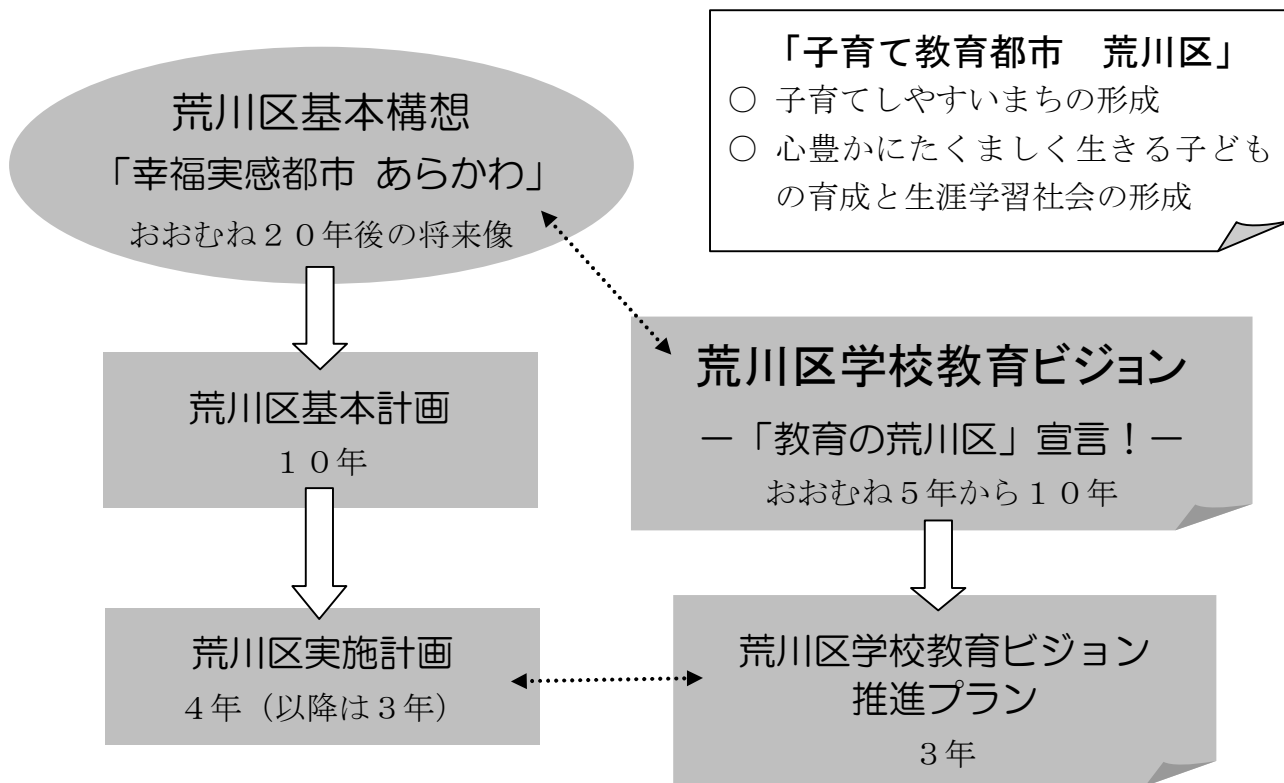 荒川区基本構想
「幸福実感都市 あらかわ」
おおむね２０年後の将来像
「子育て教育都市　荒川区」
○ 子育てしやすいまちの形成
○ 心豊かにたくましく生きる子ども
の育成と生涯学習社会の形成
荒川区基本計画
１０年
荒川区学校教育ビジョン
－「教育の荒川区」宣言！－
おおむね５年から１０年
荒川区実施計画
４年（以降は３年）
荒川区学校教育ビジョン
推進プラン
３年